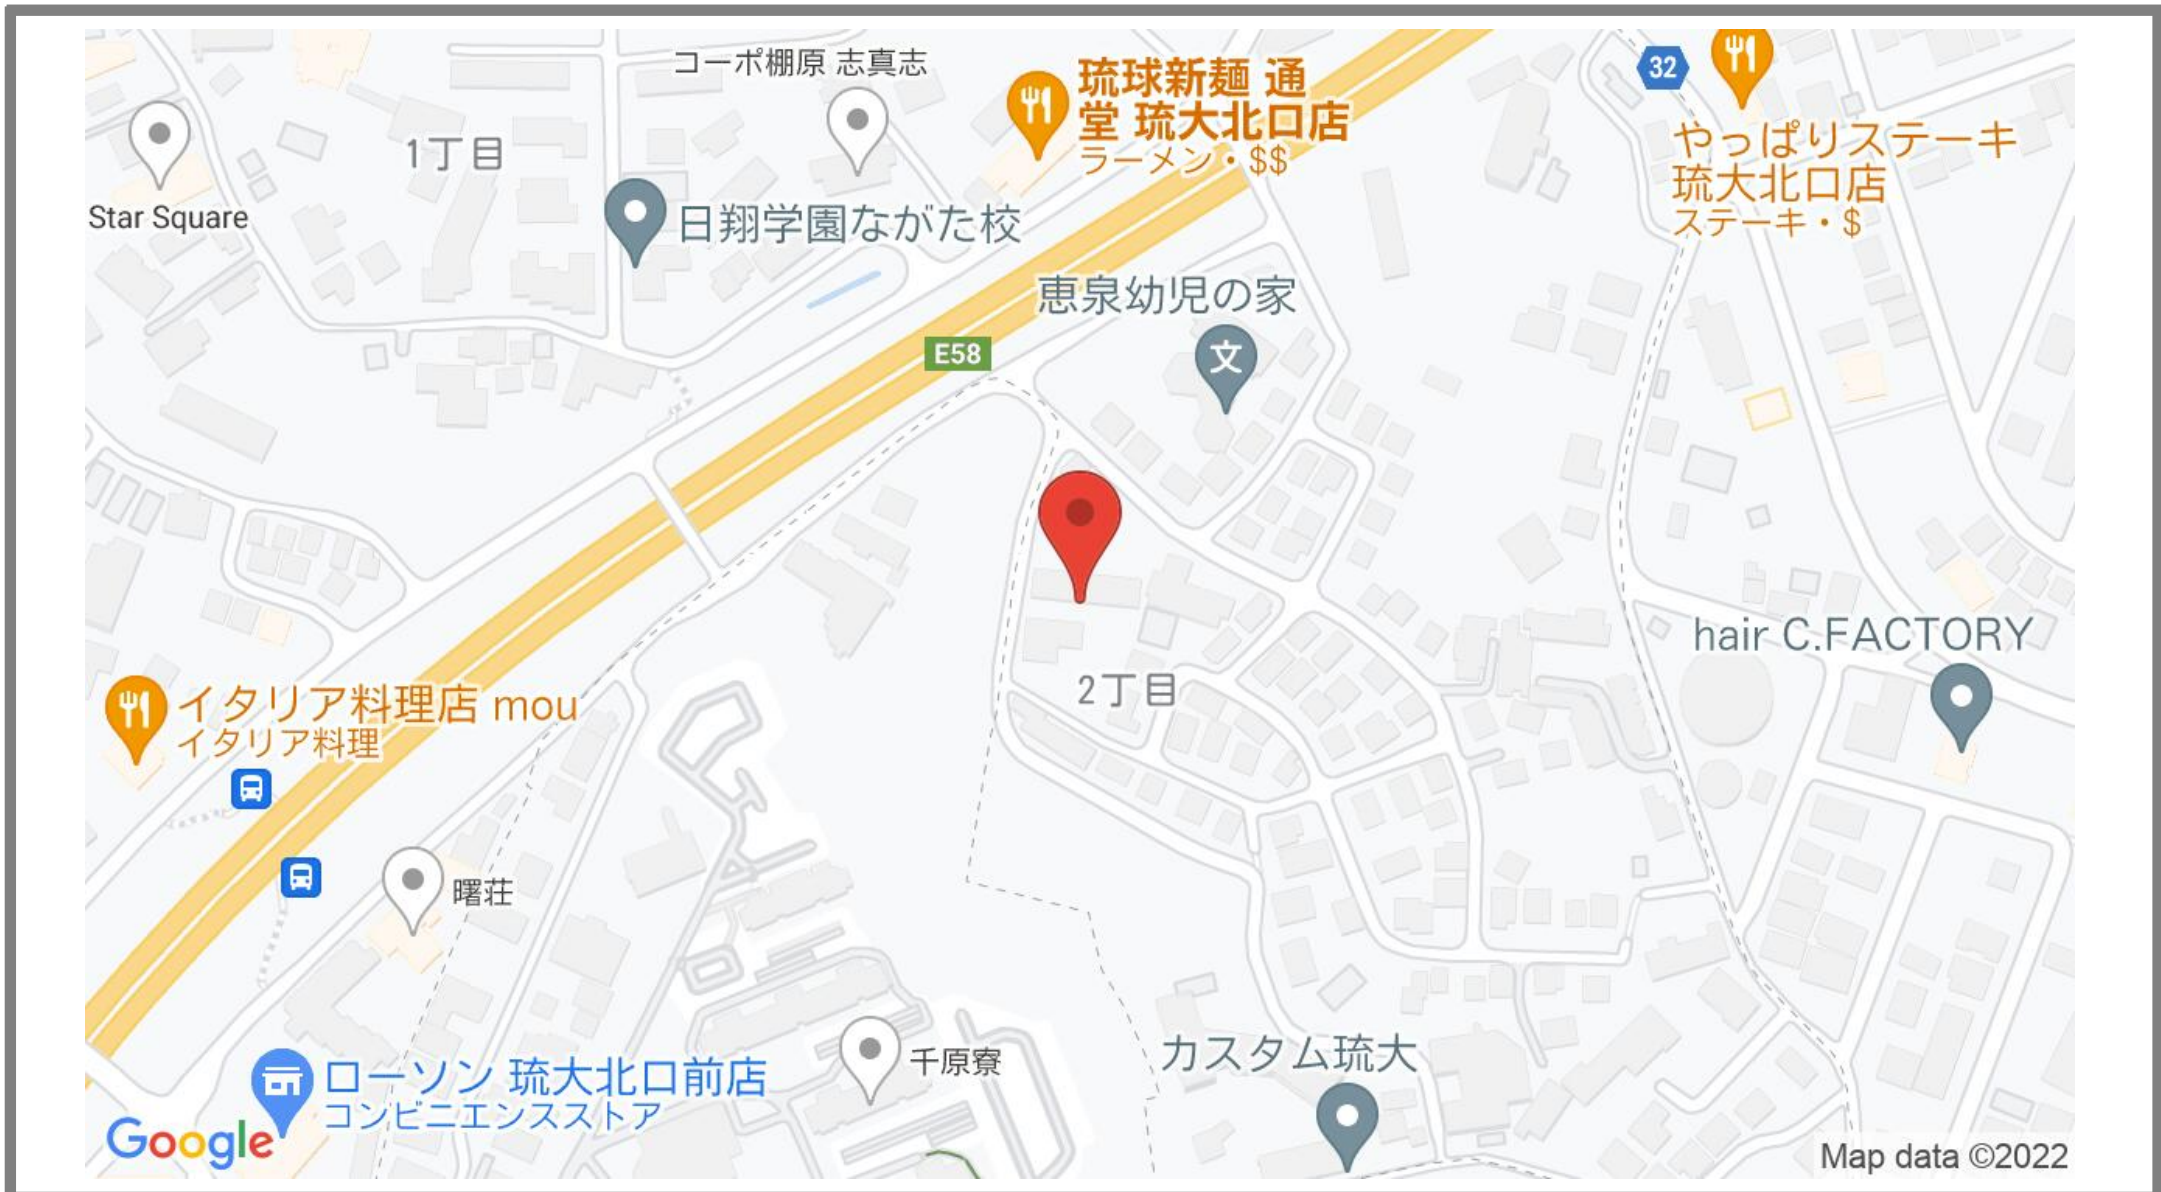 コーポ棚原 志真志
琉球新麺 通
堂 琉大北口店
ラーメン・$$
32
やっぱりステーキ
琉大北口店
ステーキ・$
1丁目
Star Square
日翔学園ながた校
恵泉幼児の家
文
E58
hair C.FACTORY
2丁目
イタリア料理店 mou
イタリア料理
曙荘
千原寮
カスタム琉大
ローソン 琉大北口前店
コンビニエンスストア
Google
Map data ©2022